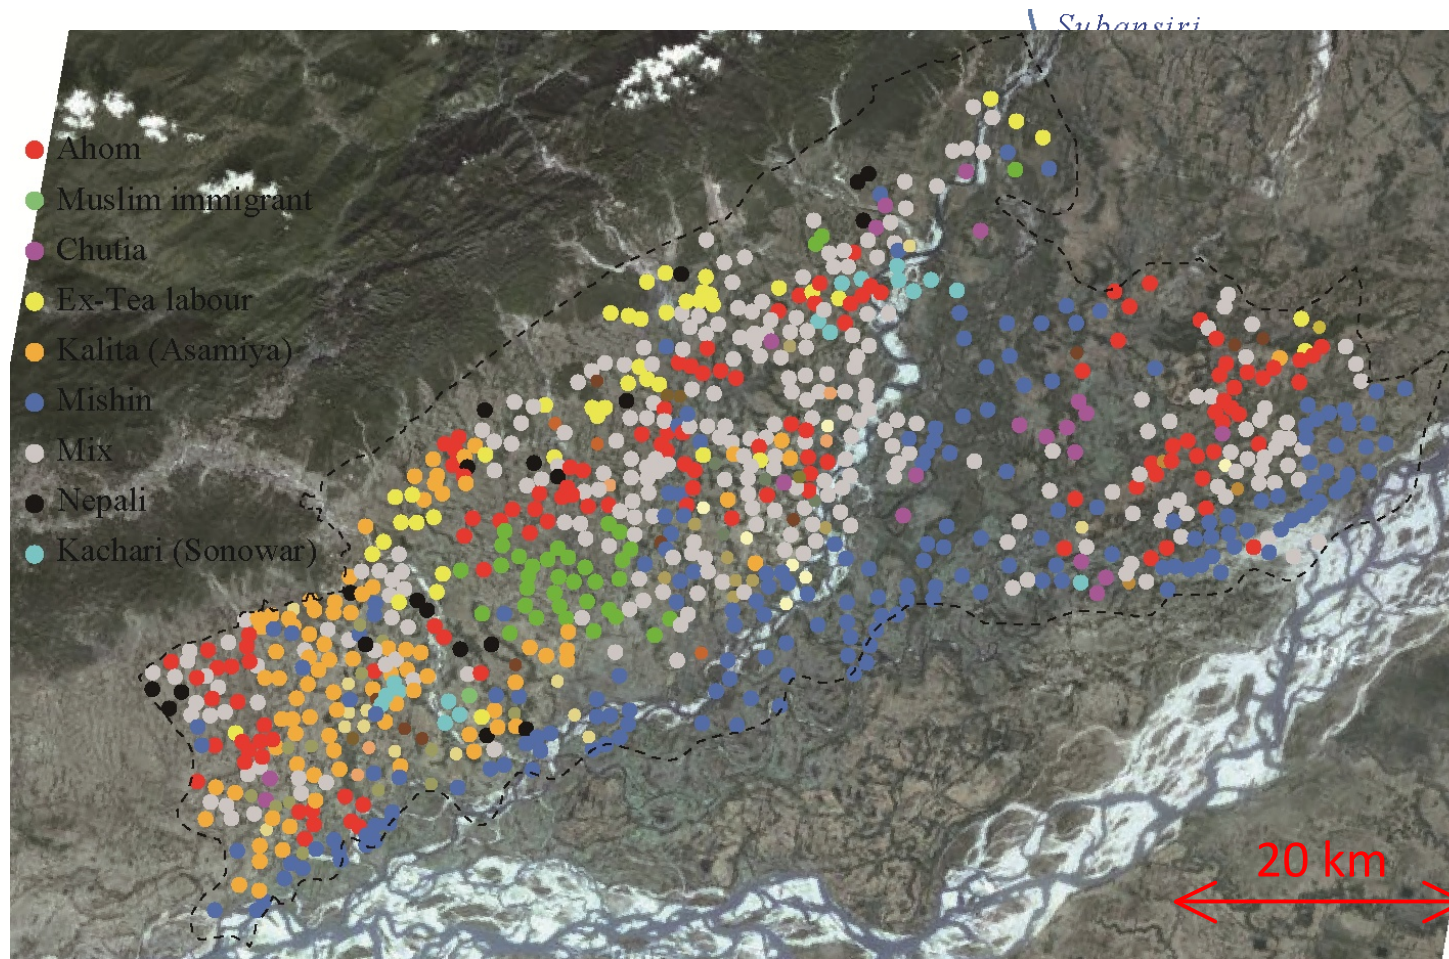 Subansiri
Ahom
Muslim immigrant
Chutia
Ex-Tea labour
Kalita (Asamiya)
Mishin
Mix
Nepali
Kachari (Sonowar)
20 km